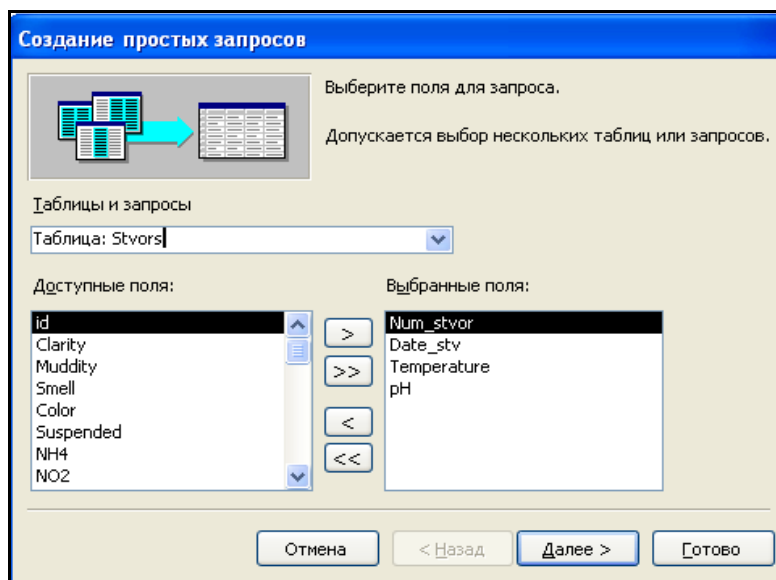 Создание простых запросов
Выберите поля для запроса.
Допускается выбор нескольких таблиц или запросов.
Таблицы и запросы
Таблица: Stvors
Доступные поля:
Выбранные поля:
id
Clarity
Muddity
Smell
Color
Suspended
NH4
NO2
>
>>
<
<<
Num_stvor
Date_stv
Temperature
pH
Отмена
< Назад
Далее >
Готово